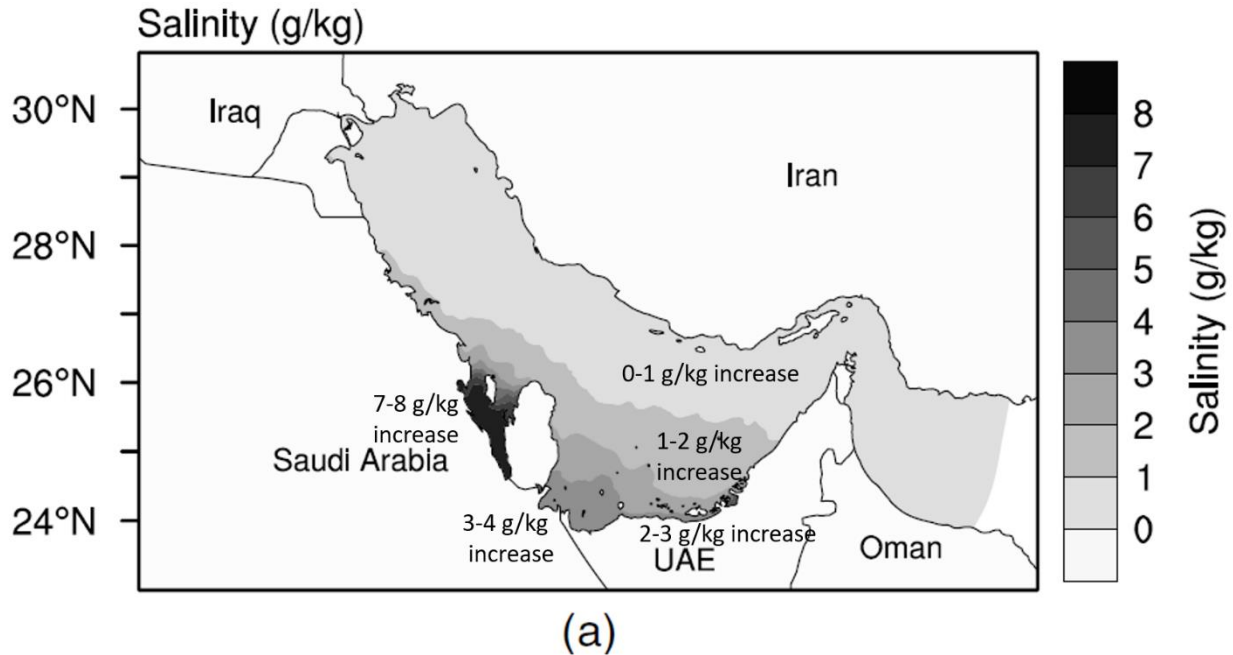 Salinity (g/kg)
30°N
28°N
26°N
24°N
Iraq
Iran
0-1 g/kg increase
7-8 g/kg
increase
Saudi Arabia
1-2 g/kg
increase
3-4 g/kg
increase
2-3 g/kg increase
UAE
Oman
8
7
6
5
4
3
2
1
0
Salinity (g/kg)
(a)